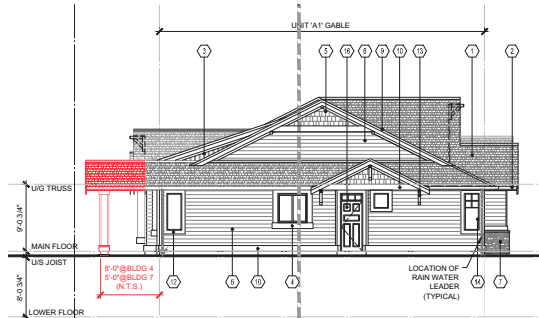 UNIT 'A1' GABLE
3
5
16
6
9
10
13
1
2
U/G TRUSS
9'-0 3/4"
MAIN FLOOR
U/S JOIST
8'-0 3/4"
LOWER FLOOR
8'-0"@BLDG 4
5'-0"@BLDG 7
(N.T.S.)
12
6
10
4
LOCATION OF
RAIN WATER
LEADER
(TYPICAL)
14
7